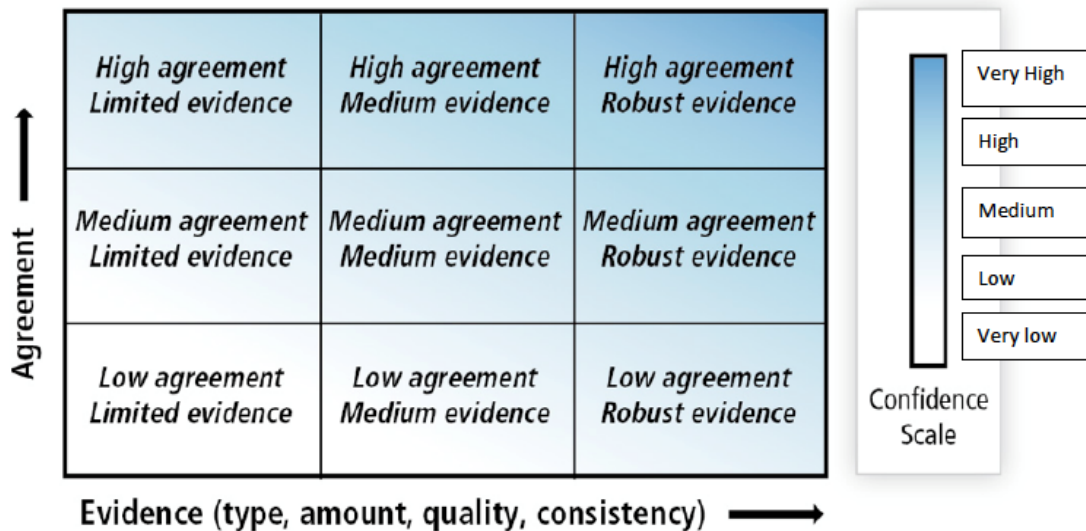 High agreement
Limited evidence
High agreement
Medium evidence
High agreement
Robust evidence
Medium agreement
Limited evidence
Medium agreement
Medium evidence
Medium agreement
Robust evidence
Low agreement
Limited evidence
Low agreement
Medium evidence
Low agreement
Robust evidence
Agreement
Evidence (type, amount, quality, consistency)
Very High
High
Medium
Low
Very low
Confidence
Scale